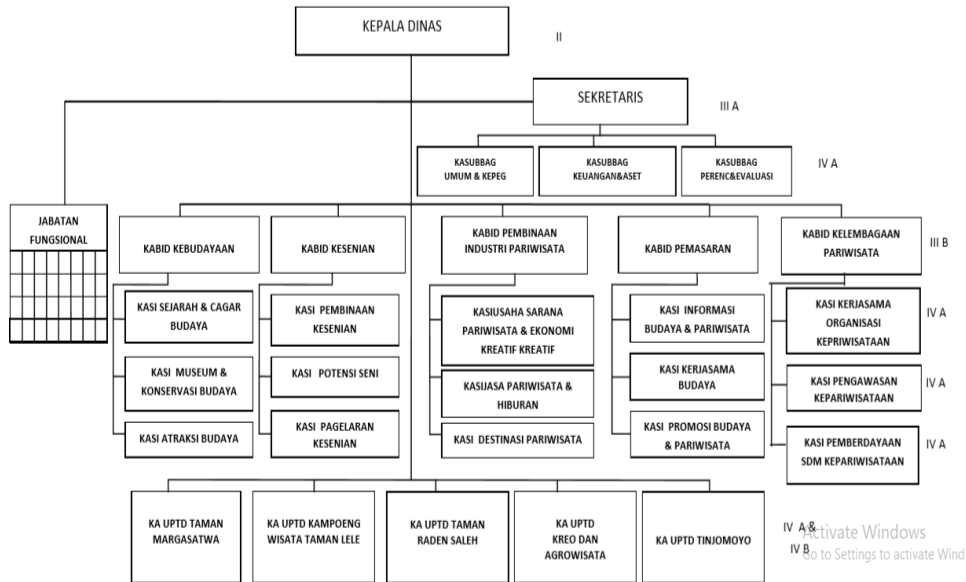 KEPALA DINAS
II
SEKRETARIS
III A
KASUBBAG
UMUM & KEPEG
KASUBBAG
KEUANGAN&ASET
KASUBBAG
PERENC&EVALUASI
IV A
JABATAN
FUNGSIONAL
KABID KEBUDAYAAN
KABID KESENIAN
KABID PEMBINAAN
INDUSTRI PARIWISATA
KABID PEMASARAN
KABID KELEMBAGAAN
PARIWISATA
III B
KASI SEJARAH & CAGAR
BUDAYA
KASI PEMBINAAN
KESENIAN
KASIUSAHA SARANA
PARIWISATA & EKONOMI
KREATIF KREATIF
KASI INFORMASI
BUDAYA & PARIWISATA
KASI KERJASAMA
ORGANISASI
KEPRIWISATAAN
IV A
KASI MUSEUM &
KONSERVASI BUDAYA
KASI POTENSI SENI
KASIJASA PARIWISATA &
HIBURAN
KASI KERJASAMA
BUDAYA
KASI PENGAWASAN
KEPARIWISATAAN
IV A
KASI ATRAKSI BUDAYA
KASI PAGELARAN
KESENIAN
KASI DESTINASI PARIWISATA
KASI PROMOSI BUDAYA
& PARIWISATA
KASI PEMBERDAYAAN
SDM KEPARIWISATAAN
IV A
KA UPTD TAMAN
MARGASATWA
KA UPTD KAMPOENG
WISATA TAMAN LELE
KA UPTD TAMAN
RADEN SALEH
KA UPTD
KREO DAN
AGROWISATA
KA UPTD TINJOMOYO
IV A &
IV B
Activate Windows
Go to Settings to activate Wind